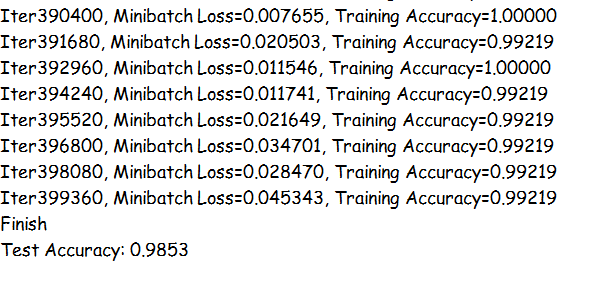 Iter390400, Minibatch Loss=0.007655, Training Accuracy=1.00000
Iter391680, Minibatch Loss=0.020503, Training Accuracy=0.99219
Iter392960, Minibatch Loss=0.011546, Training Accuracy=1.00000
Iter394240, Minibatch Loss=0.011741, Training Accuracy=0.99219
Iter395520, Minibatch Loss=0.021649, Training Accuracy=0.99219
Iter396800, Minibatch Loss=0.034701, Training Accuracy=0.99219
Iter398080, Minibatch Loss=0.028470, Training Accuracy=0.99219
Iter399360, Minibatch Loss=0.045343, Training Accuracy=0.99219
Finish
Test Accuracy: 0.9853